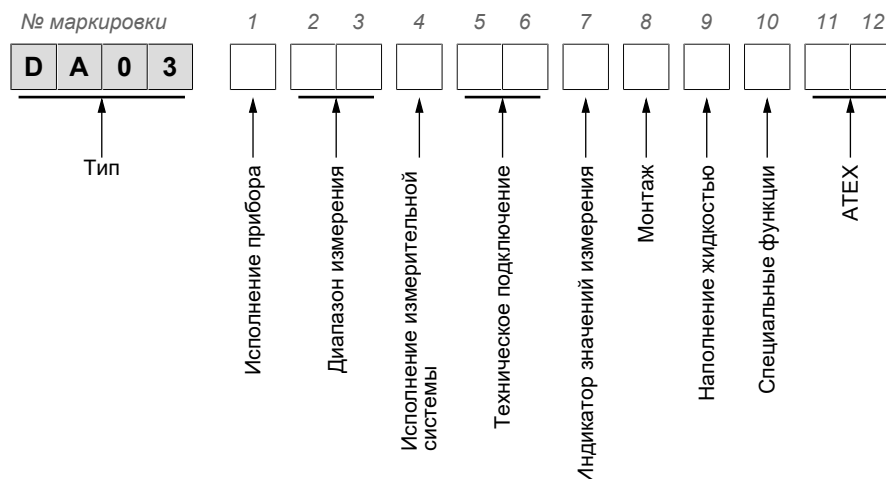 № маркировки 1 2 3 4 5 6 7 8 9 10 11 12
D A 0 3
Тип
Исполнение прибора
Диапазон измерения
Исполнение измерительной
системы
Техническое подключение
Индикатор значений измерения
Монтаж
Наполнение жидкостью
Специальные функции
ATEX